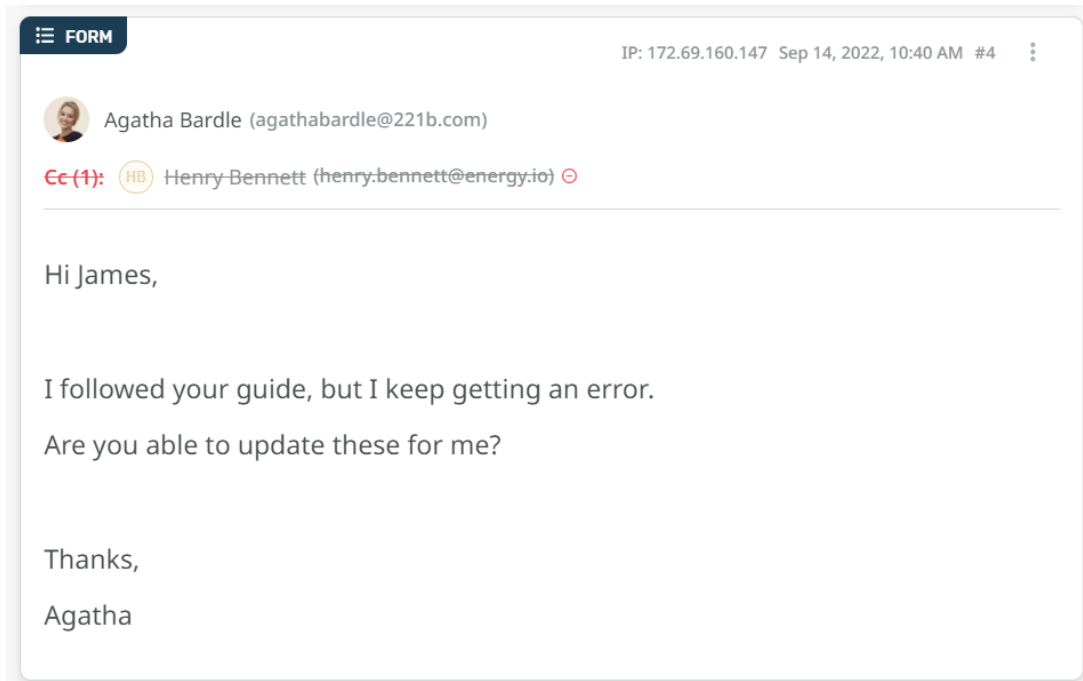 FORM
IP: 172.69.160.147 Sep 14, 2022, 10:40 AM #4
Agatha Bardle (agathabardle@221b.com)
Cc (1): HB Henry Bennett (henry.bennett@energy.io)
Hi James,
I followed your guide, but I keep getting an error.
Are you able to update these for me?
Thanks,
Agatha